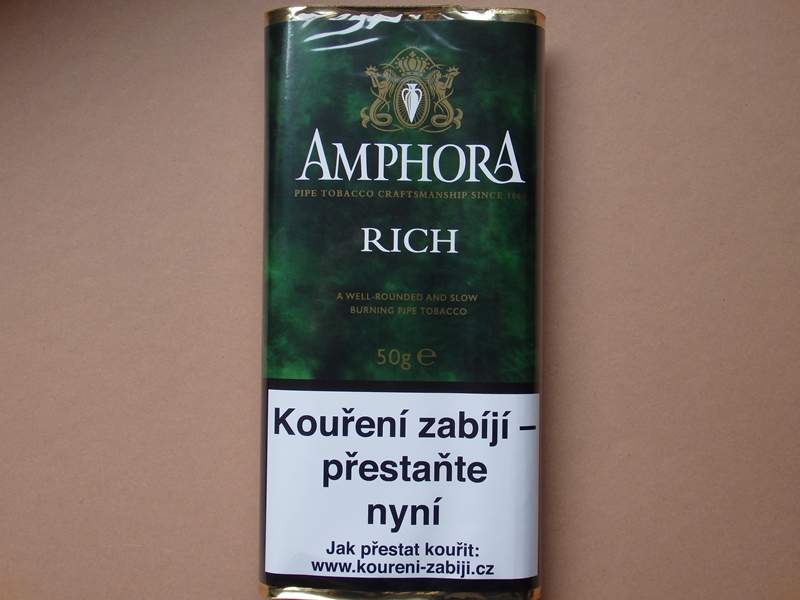 AMPHORA
PIPE TOBACCO CRAFTSMANSHIP SINCE
RICH
A WELL-ROUNDED AND SLOW
BURNING PIPE TOBACCO
50g ℮
Kouření zabíjí –
přestaňte
nyní
Jak přestat kouřit:
www.koureni-zabiji.cz